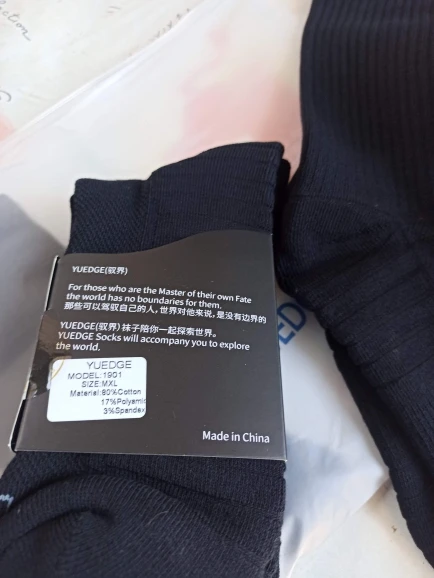 YUEDGE(驭界)
For those who are the Master of their own Fate
the world has no boundaries for them.
那些可以驾驭自己的人，世界对他来说，是没有边界的
YUEDGE(驭界) 袜子陪你一起探索世界。
YUEDGE Socks will accompany you to explore
the world.
YUEDGE
MODEL:1901
SIZE:MXL
Material:80%Cotton
17%Polyamid
3%Spandex
Made in China
ED